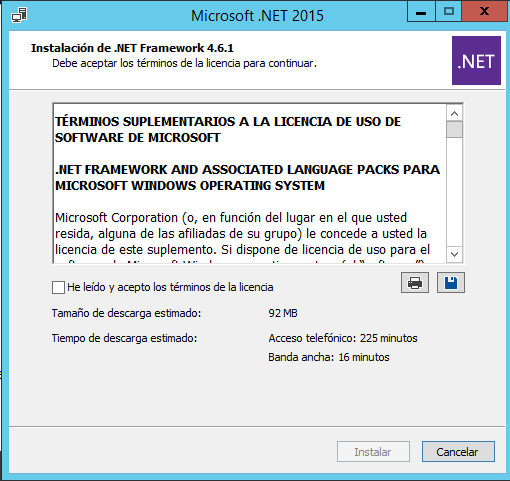 Microsoft .NET 2015
Instalación de .NET Framework 4.6.1
Debe aceptar los términos de la licencia para continuar.
.NET
TÉRMINOS SUPLEMENTARIOS A LA LICENCIA DE USO DE
SOFTWARE DE MICROSOFT
.NET FRAMEWORK AND ASSOCIATED LANGUAGE PACKS PARA
MICROSOFT WINDOWS OPERATING SYSTEM
Microsoft Corporation (o, en función del lugar en el que usted
resida, alguna de las afiliadas de su grupo) le concede a usted la
licencia de este suplemento. Si dispone de licencia de uso para el
He leído y acepto los términos de la licencia
Tamaño de descarga estimado: 92 MB
Tiempo de descarga estimado: Acceso telefónico: 225 minutos
Banda ancha: 16 minutos
Instalar Cancelar